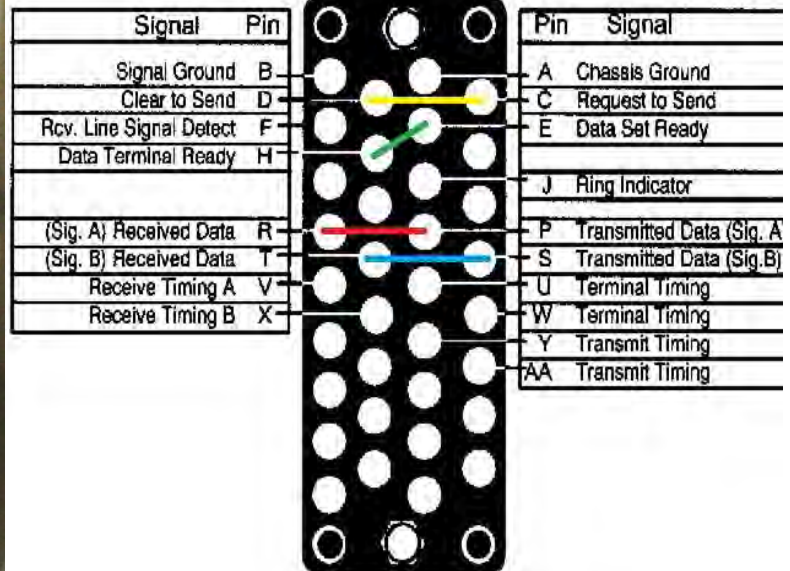 Signal Pin
Signal Ground B
Clear to Send D
Rcv. Line Signal Detect F
Data Terminal Ready H
(Sig. A) Received Data R
(Sig. B) Received Data T
Receive Timing A V
Receive Timing B X
Pin Signal
A Chassis Ground
C Request to Send
E Data Set Ready
J Ring Indicator
P Transmitted Data (Sig. A
S Transmitted Data (Sig.B)
U Terminal Timing
W Terminal Timing
Y Transmit Timing
AA Transmit Timing